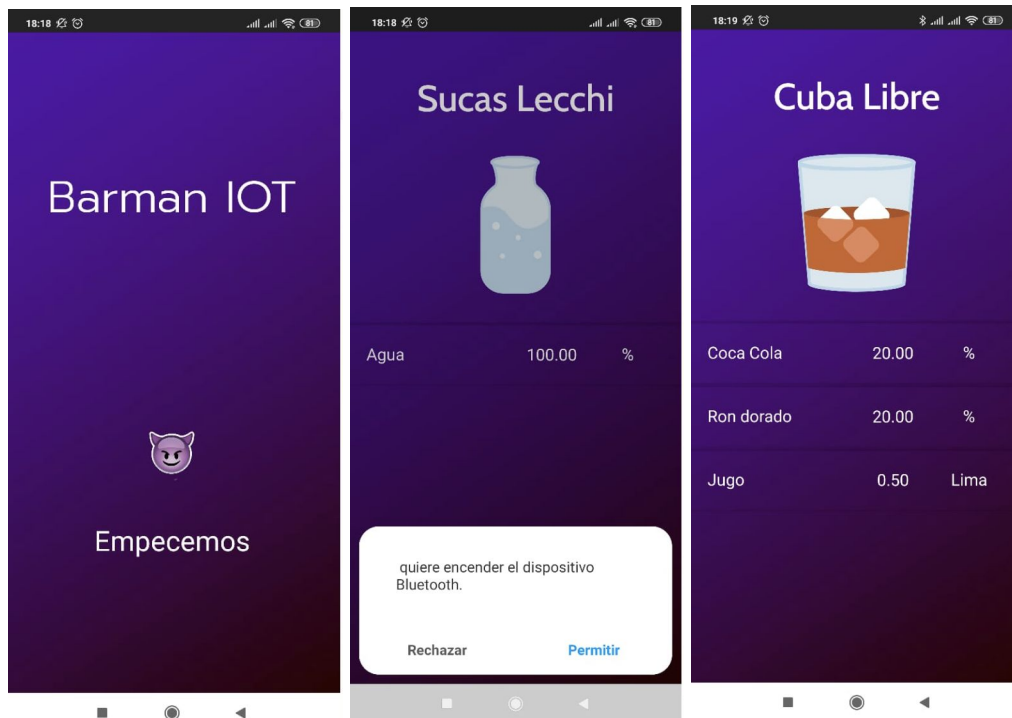 18:18
81
Barman IOT
Empecemos
18:18
81
Sucas Lecchi
Agua 100.00 %
quiere encender el dispositivo
Bluetooth.
Rechazar Permitir
18:19
81
Cuba Libre
Coca Cola 20.00 %
Ron dorado 20.00 %
Jugo 0.50 Lima